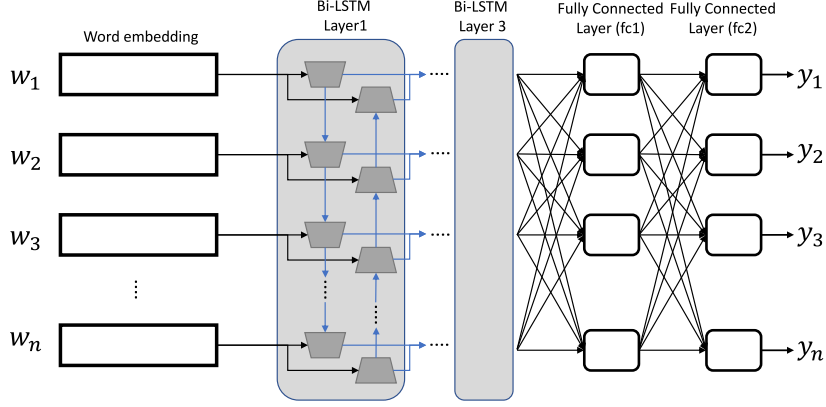 Word embedding
Bi-LSTM
Layer1
Bi-LSTM
Layer 3
Fully Connected
Layer (fc1)
Fully Connected
Layer (fc2)
w₁
y₁
w₂
y₂
w₃
y₃
wₙ
yₙ